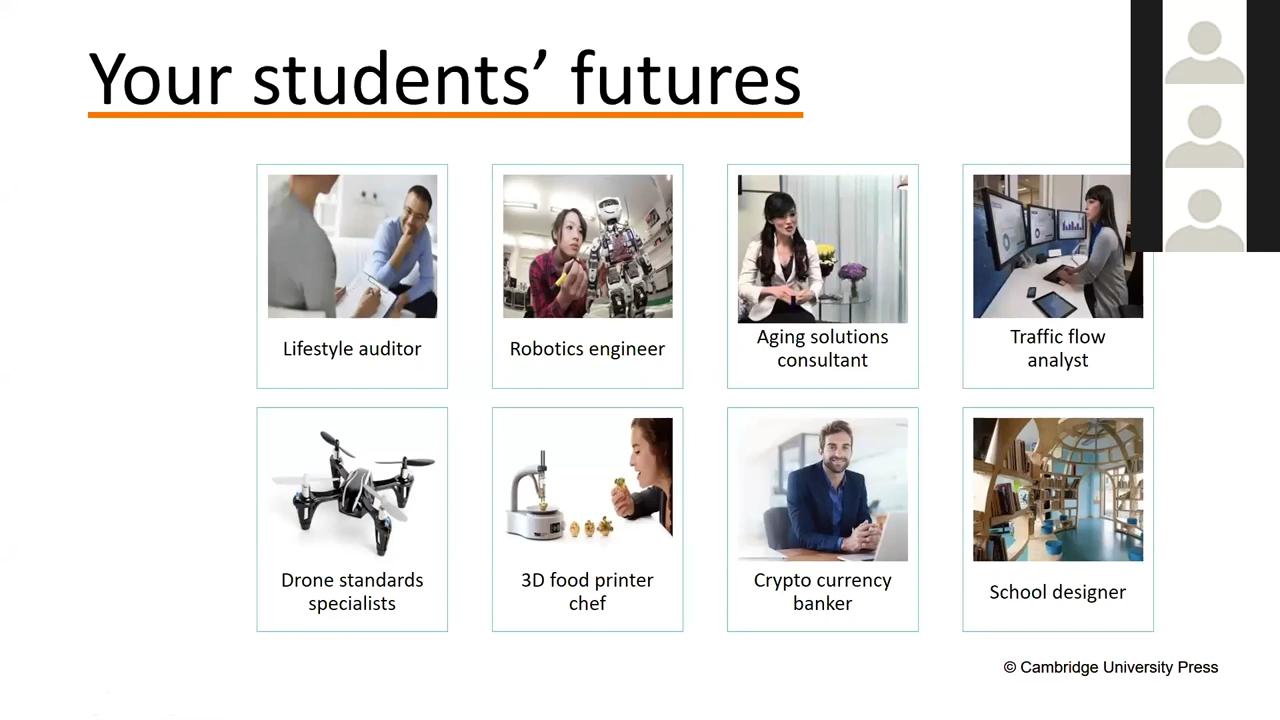 Your students’ futures
Lifestyle auditor
Robotics engineer
Aging solutions
consultant
Traffic flow
analyst
Drone standards
specialists
3D food printer
chef
Crypto currency
banker
School designer
© Cambridge University Press